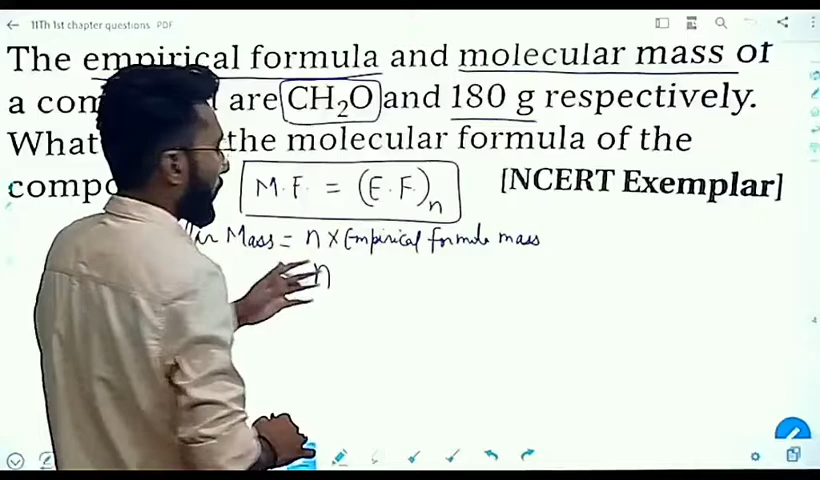 11Th 1st chapter questions PDF
The empirical formula and molecular mass of
a are CH₂O and 180 g respectively.
What the molecular formula of the
compo [NCERT Exemplar]
M.F. = (E.F)n
Mass = n × Empirical formula mass
n